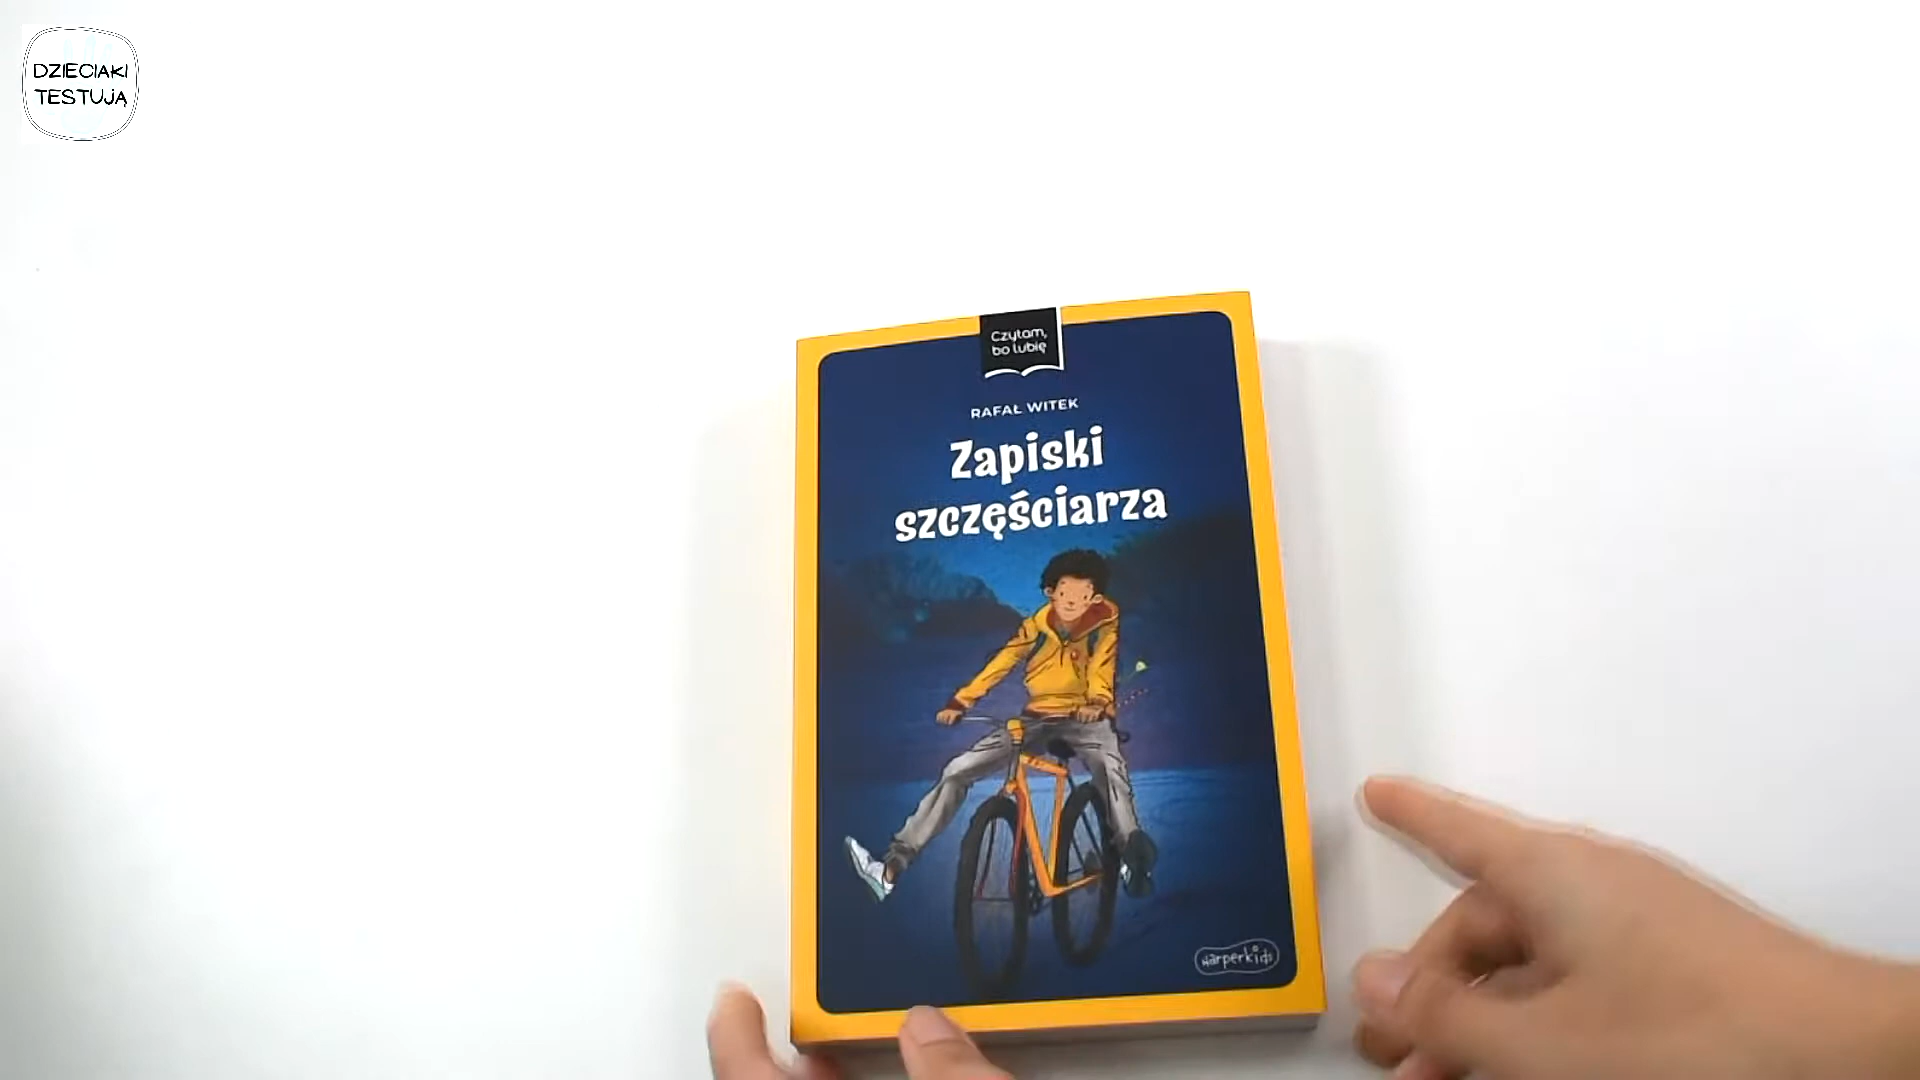 DZIECIAKI
TESTUJĄ
Czytam,
bo lubię
RAFAŁ WITEK
Zapiski
szczęściarza
Harperkids